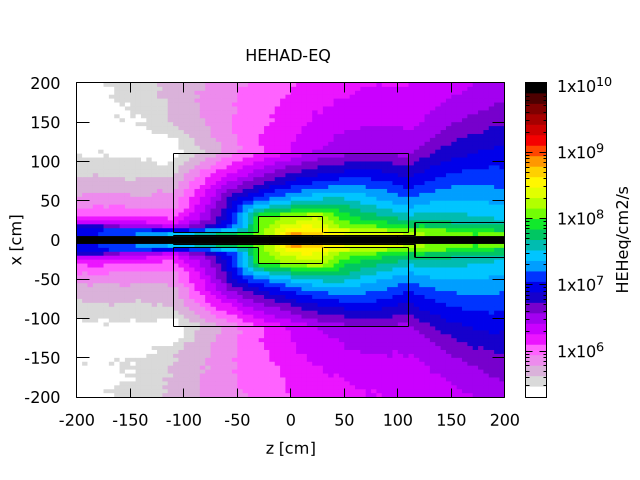 HEHAD-EQ
200
150
100
50
0
-50
-100
-150
-200
x [cm]
-200 -150 -100 -50 0 50 100 150 200
z [cm]
1x10^10
1x10^9
1x10^8
1x10^7
1x10^6
HEHeq/cm2/s